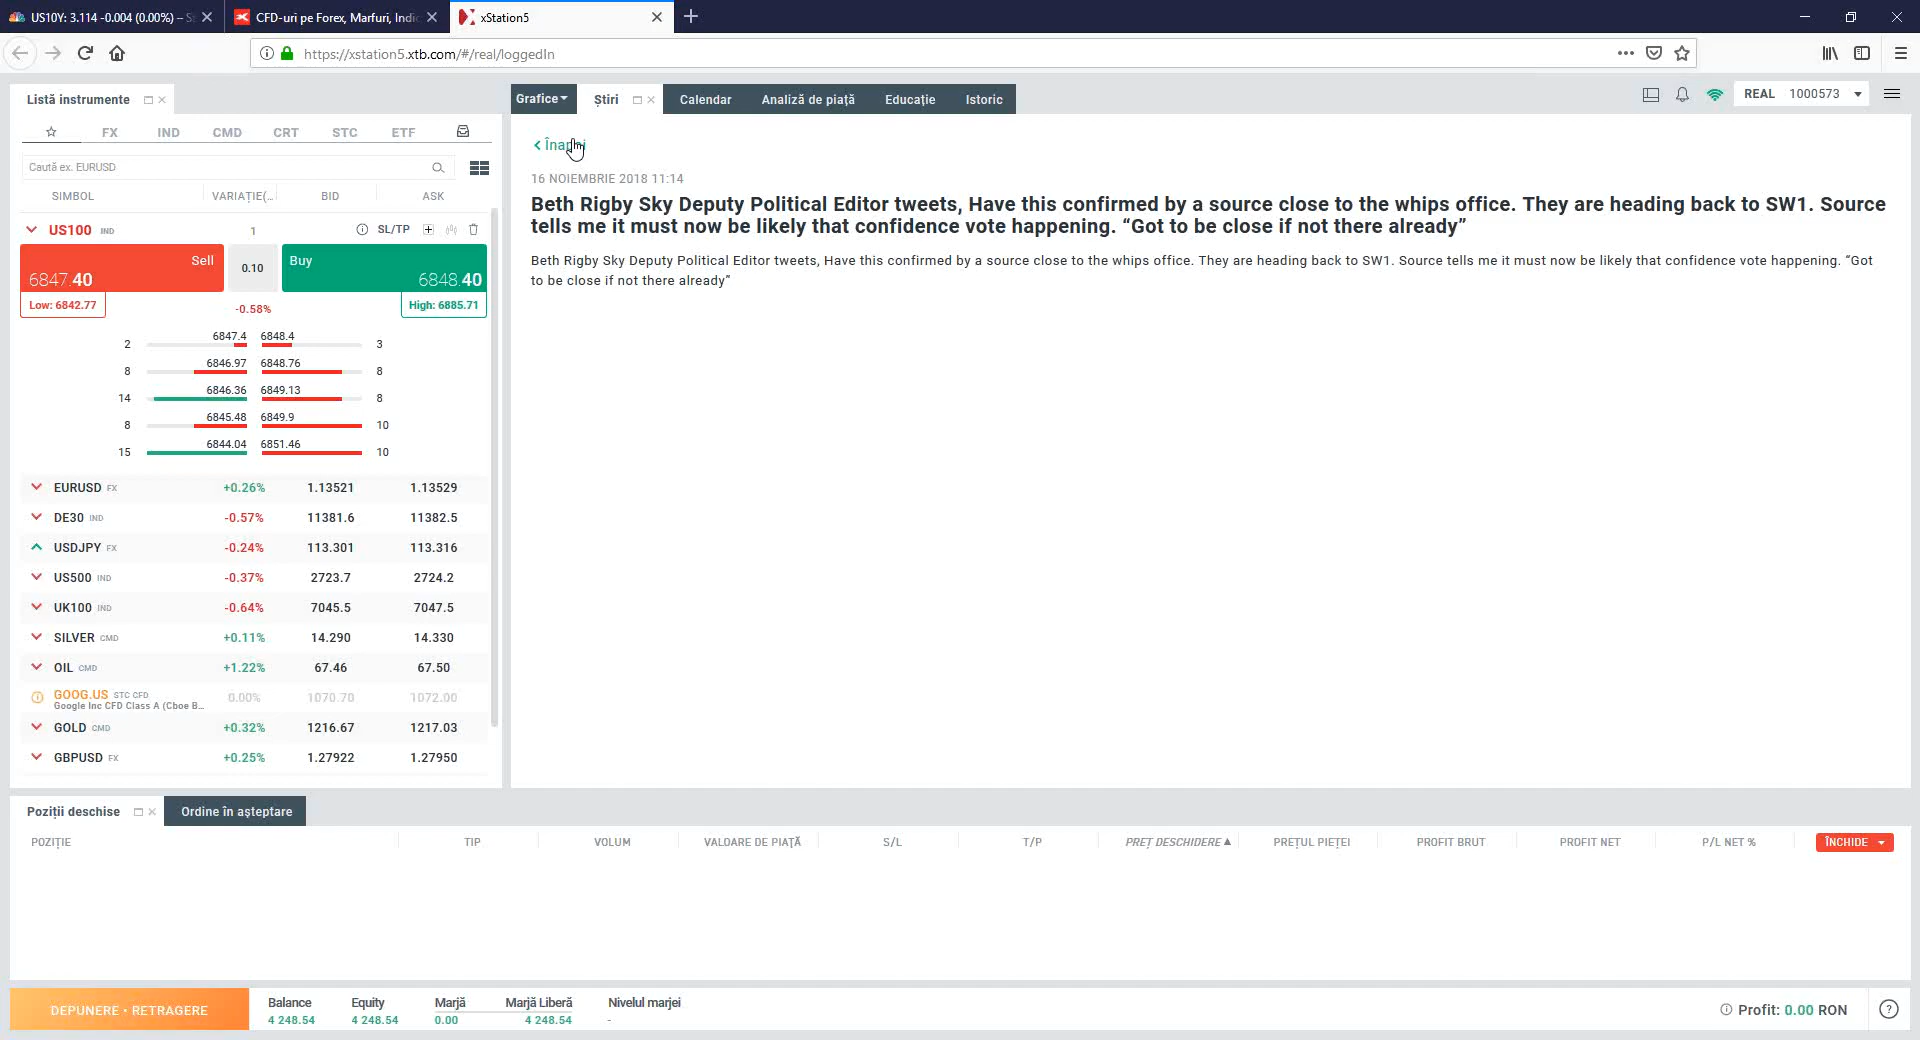 US10Y: 3.114 -0.004 (0.00%) – S
CFD-uri pe Forex, Marfuri, Indic
xStation5
https://xstation5.xtb.com/#/real/loggedIn
Listă instrumente
Grafice
Știri
Calendar
Analiză de piață
Educație
Istoric
REAL 1000573
FX IND CMD CRT STC ETF
Caută ex. EURUSD
SIMBOL VARIAȚIE(... BID ASK
US100 IND 1 SL/TP
Sell 0.10 Buy
6847.40 6848.40
Low: 6842.77 -0.58% High: 6885.71
2 6847.4 6848.4 3
8 6846.97 6848.76 8
14 6846.36 6849.13 8
8 6845.48 6849.9 10
15 6844.04 6851.46 10
EURUSD FX +0.26% 1.13521 1.13529
DE30 IND -0.57% 11381.6 11382.5
USDJPY FX -0.24% 113.301 113.316
US500 IND -0.37% 2723.7 2724.2
UK100 IND -0.64% 7045.5 7047.5
SILVER CMD +0.11% 14.290 14.330
OIL CMD +1.22% 67.46 67.50
GOOG.US STC CFD 0.00% 1070.70 1072.00
Google Inc CFD Class A (Cboe B...
GOLD CMD +0.32% 1216.67 1217.03
GBPUSD FX +0.25% 1.27922 1.27950
16 NOIEMBRIE 2018 11:14
Beth Rigby Sky Deputy Political Editor tweets, Have this confirmed by a source close to the whips office. They are heading back to SW1. Source
tells me it must now be likely that confidence vote happening. “Got to be close if not there already”
Beth Rigby Sky Deputy Political Editor tweets, Have this confirmed by a source close to the whips office. They are heading back to SW1. Source tells me it must now be likely that confidence vote happening. “Got
to be close if not there already”
Poziții deschise
Ordine în așteptare
POZIȚIE TIP VOLUM VALOARE DE PIAȚĂ S/L T/P PREȚ DESCHIDERE PREȚUL PIEȚEI PROFIT BRUT PROFIT NET P/L NET % ÎNCHIDE
DEPUNERE • RETRAGERE
Balance Equity Marjă Marjă Liberă Nivelul marjei
4 248.54 4 248.54 0.00 4 248.54 -
Profit: 0.00 RON